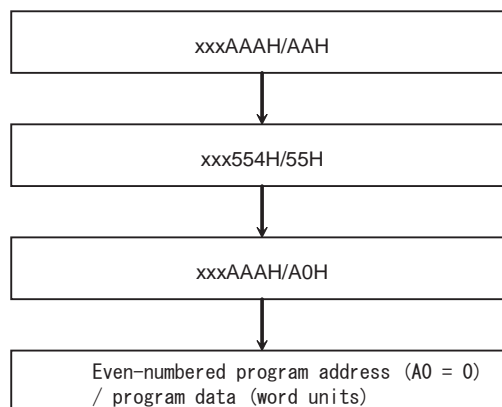 xxxAAAH/AAH
xxx554H/55H
xxxAAAH/A0H
Even-numbered program address (A0 = 0)
/ program data (word units)